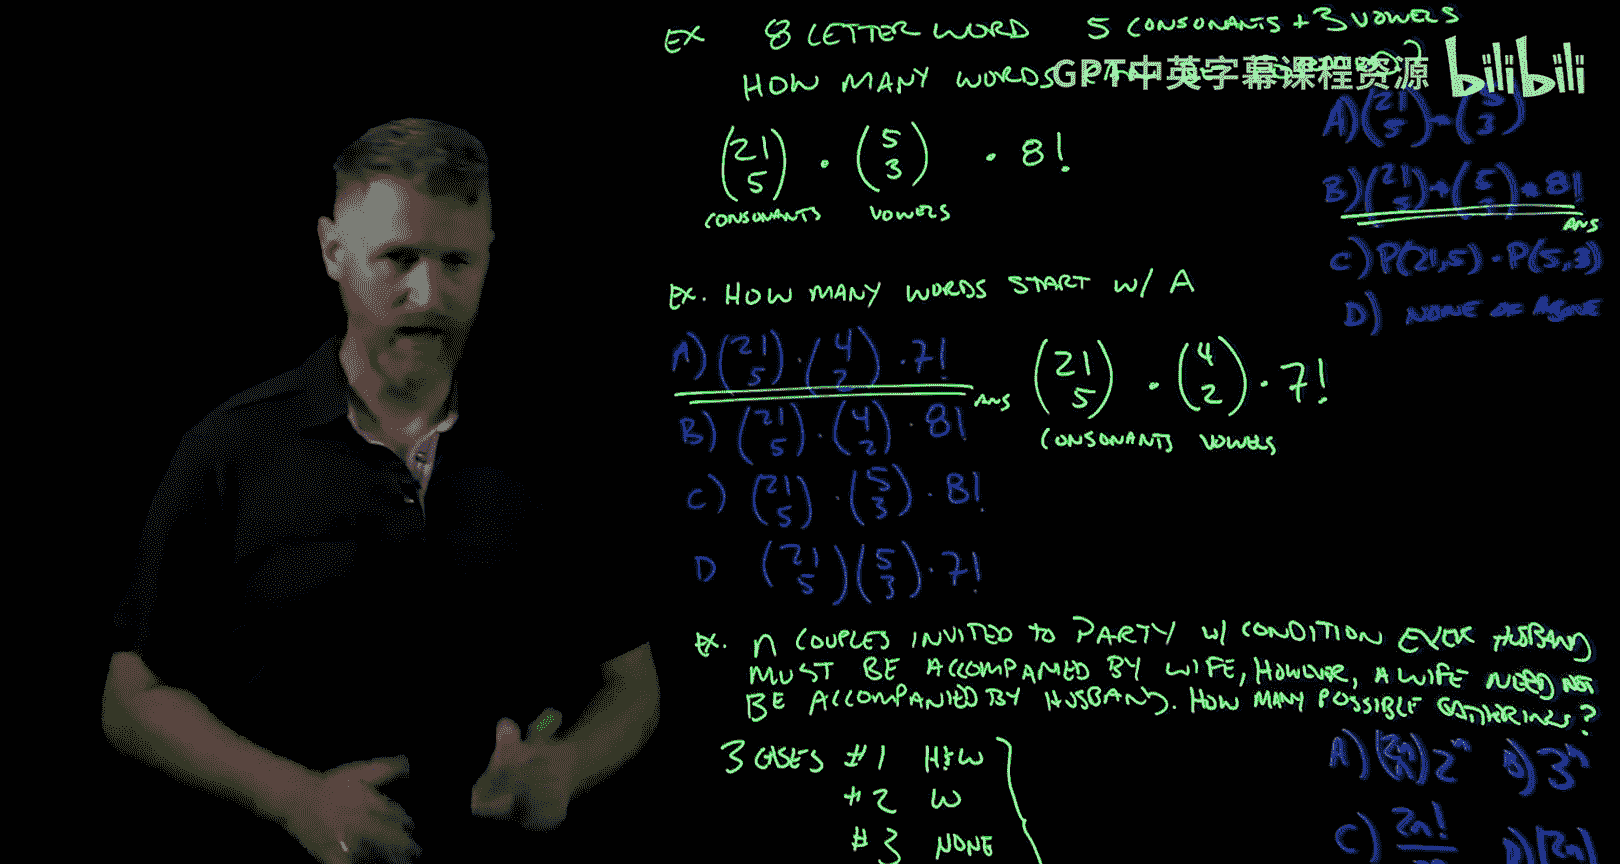 EX 8 LETTER WORD 5 CONSONANTS + 3 VOWELS
HOW MANY WORDS
GPT中英字幕课程资源 bilibili
(21 5) · (5 3) · 8!
CONSONANTS VOWELS
A) (21 5) · (5 3)
B) (21 5) · (5 3) · 8!
ANS
C) P(21,5) · P(5,3)
D) NONE OF ABOVE
EX. HOW MANY WORDS START W/ A
A) (21 5) · (4 2) · 7!
ANS
B) (21 5) · (4 2) · 8!
C) (21 5) · (5 3) · 8!
D (21 5) (5 3) · 7!
(21 5) · (4 2) · 7!
CONSONANTS VOWELS
EX. n COUPLES INVITED TO PARTY W/ CONDITION HUSBAND
MUST BE ACCOMPANIED BY WIFE, HOWEVER, A WIFE NEED NOT
BE ACCOMPANIED BY HUSBAND. HOW MANY POSSIBLE GATHERINGS?
3 CASES #1 H&W
#2 W
#3 NONE
A) (2n n) 2^n B) 3^n
C) 2n! D)